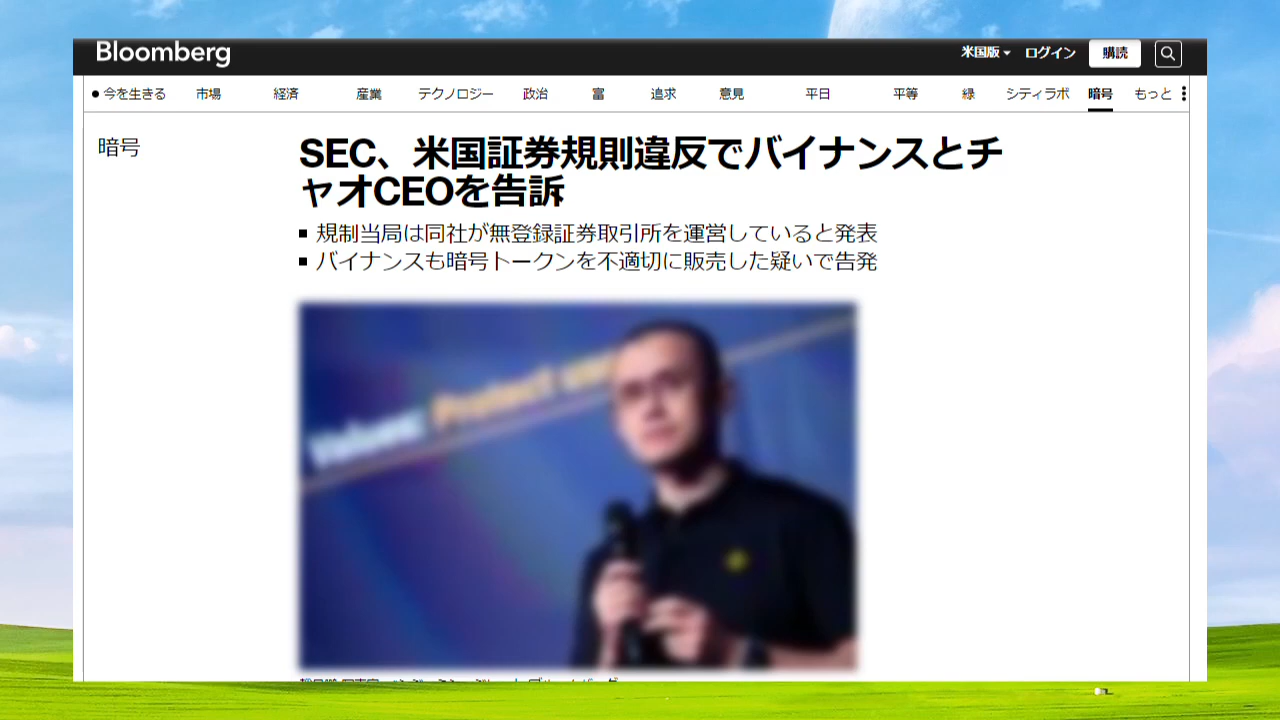 Bloomberg
米国版 ログイン 購読
今を生きる 市場 経済 産業 テクノロジー 政治 富 追求 意見 平日 平等 緑 シティラボ 暗号 もっと
暗号
SEC、米国証券規則違反でバイナンスとチ
ャオCEOを告訴
規制当局は同社が無登録証券取引所を運営していると発表
バイナンスも暗号トークンを不適切に販売した疑いで告発
Values: Protect